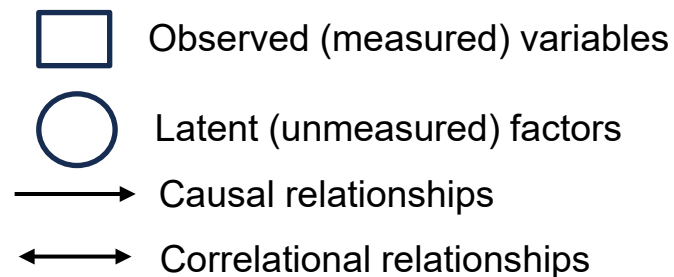 Observed (measured) variables
Latent (unmeasured) factors
Causal relationships
Correlational relationships